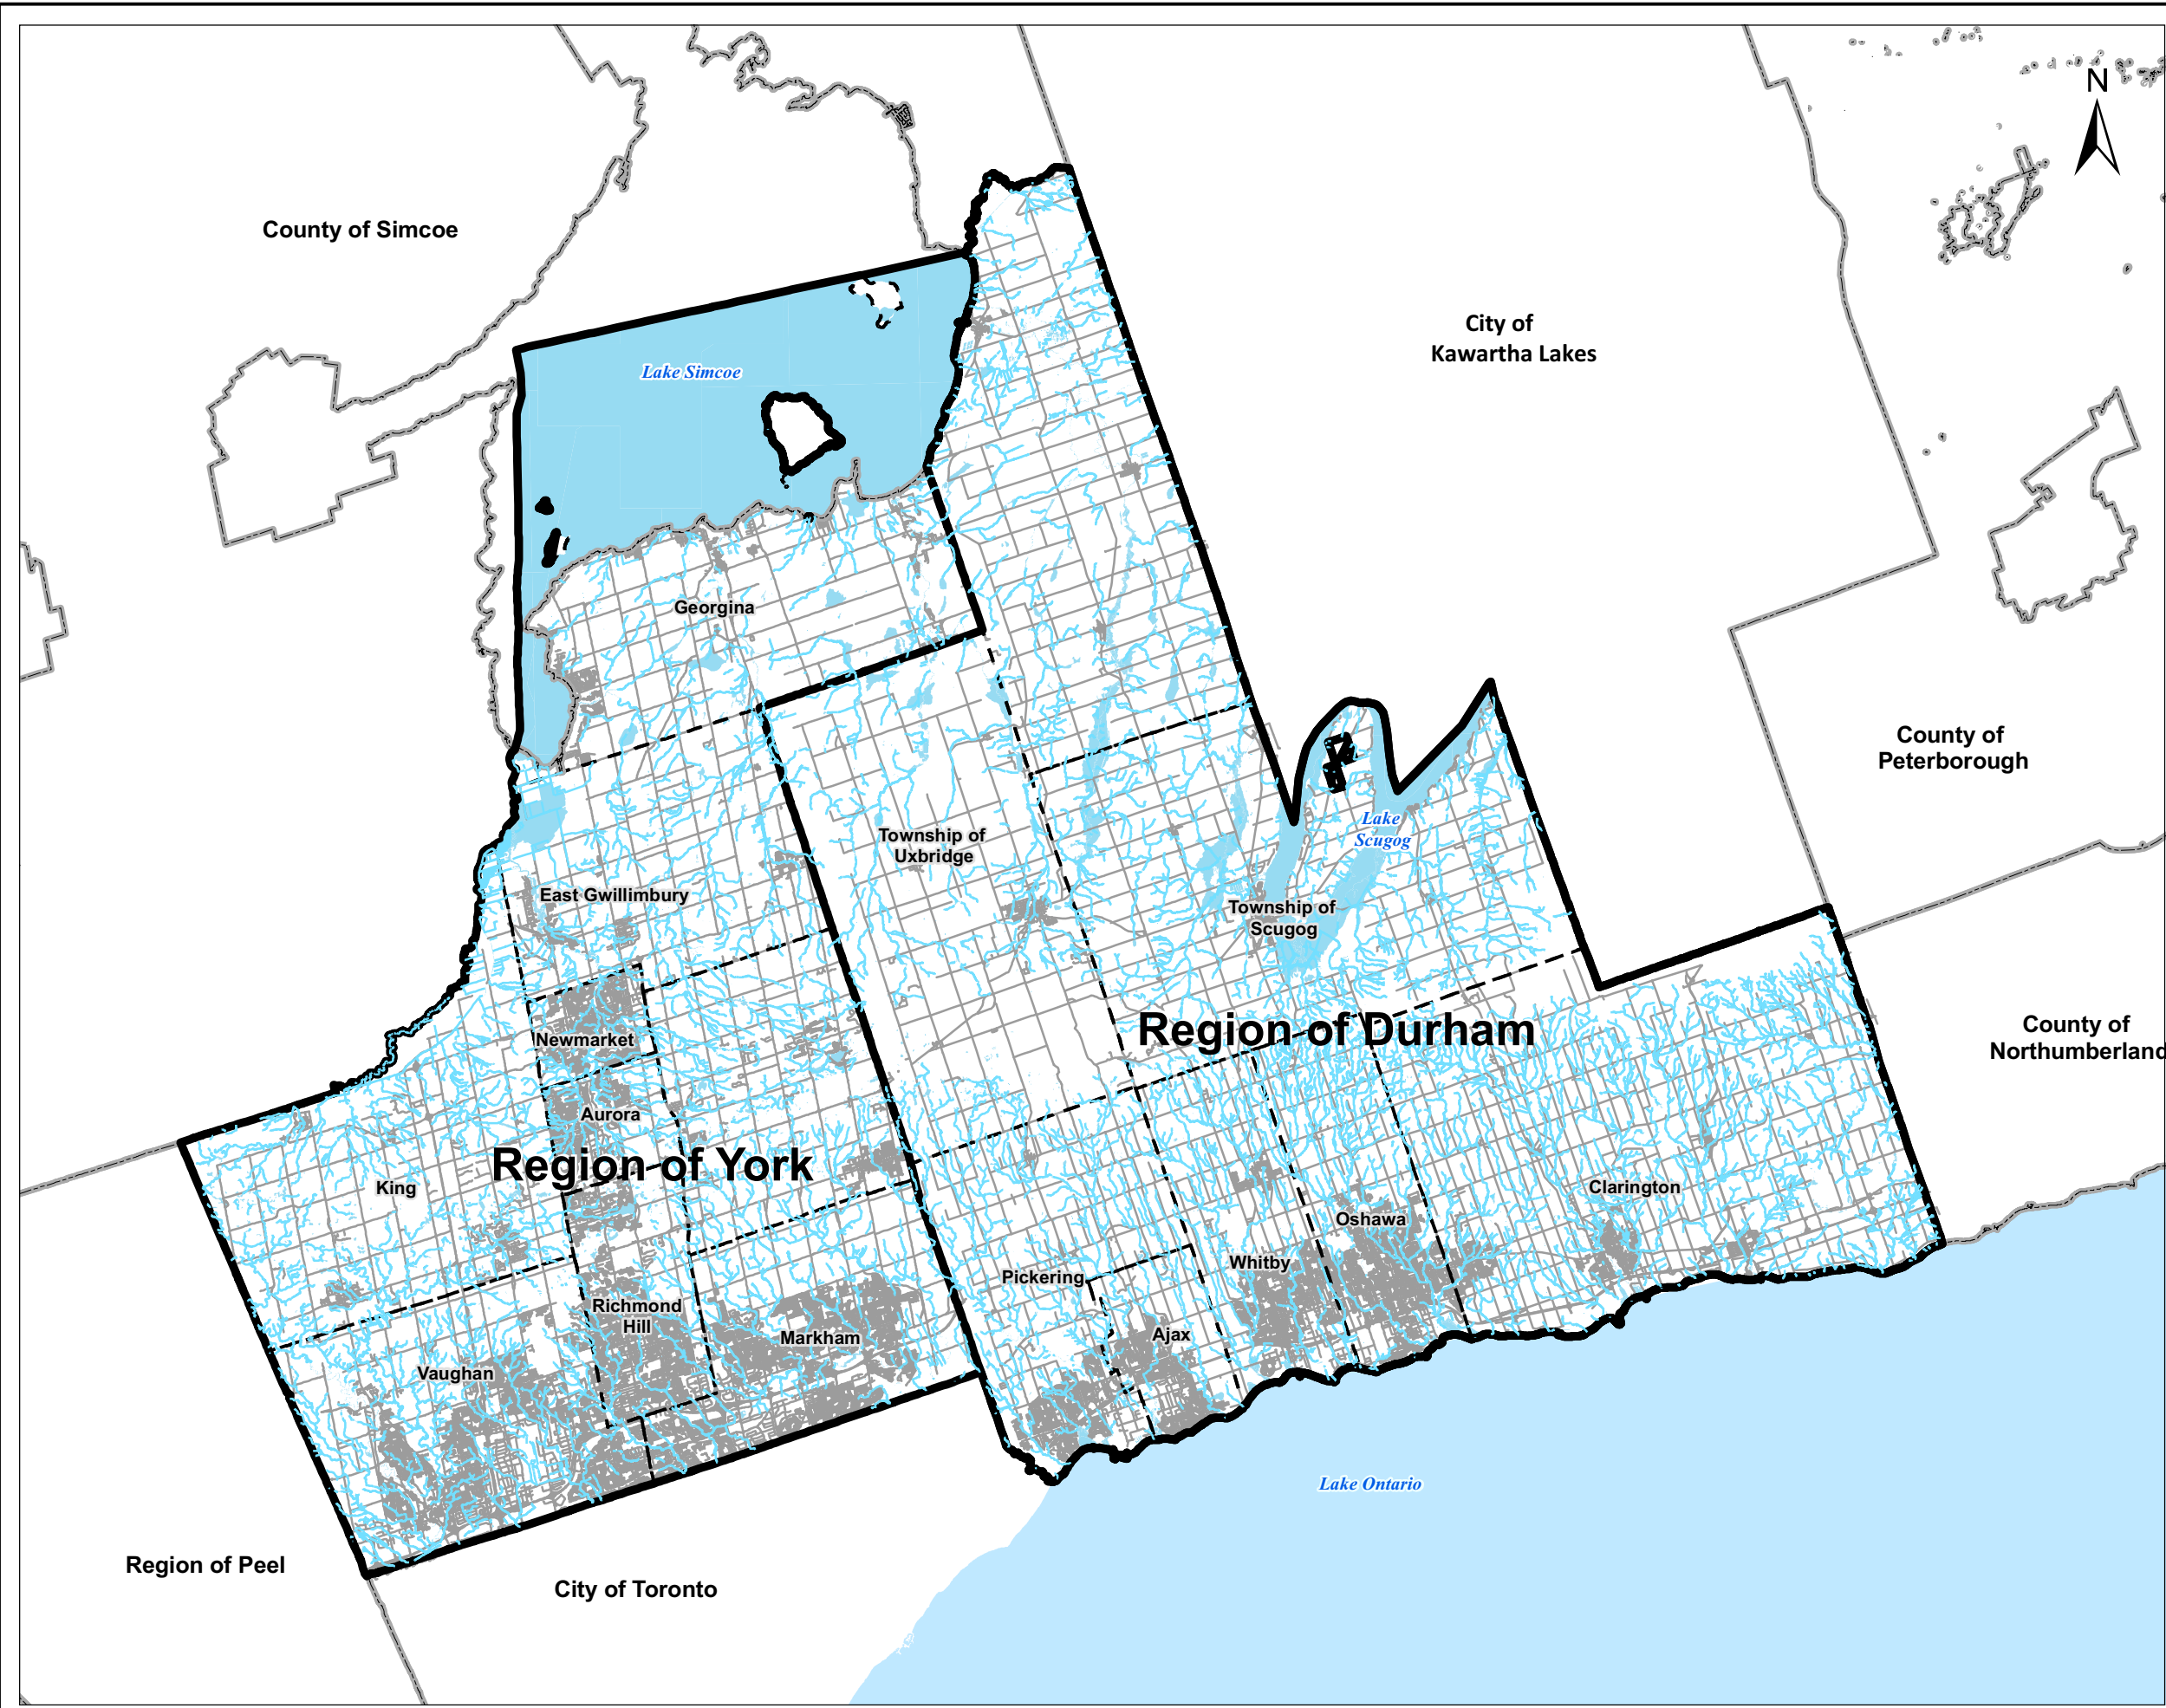 N
County of Simcoe
City of
Kawartha Lakes
Lake Simcoe
Georgina
County of
Peterborough
Lake
Scugog
Township of
Uxbridge
East Gwillimbury
Township of
Scugog
Region of Durham
County of
Northumberland
Newmarket
Aurora
Region of York
King
Clarington
Oshawa
Whitby
Pickering
Richmond
Hill
Markham
Ajax
Vaughan
Lake Ontario
Region of Peel
City of Toronto